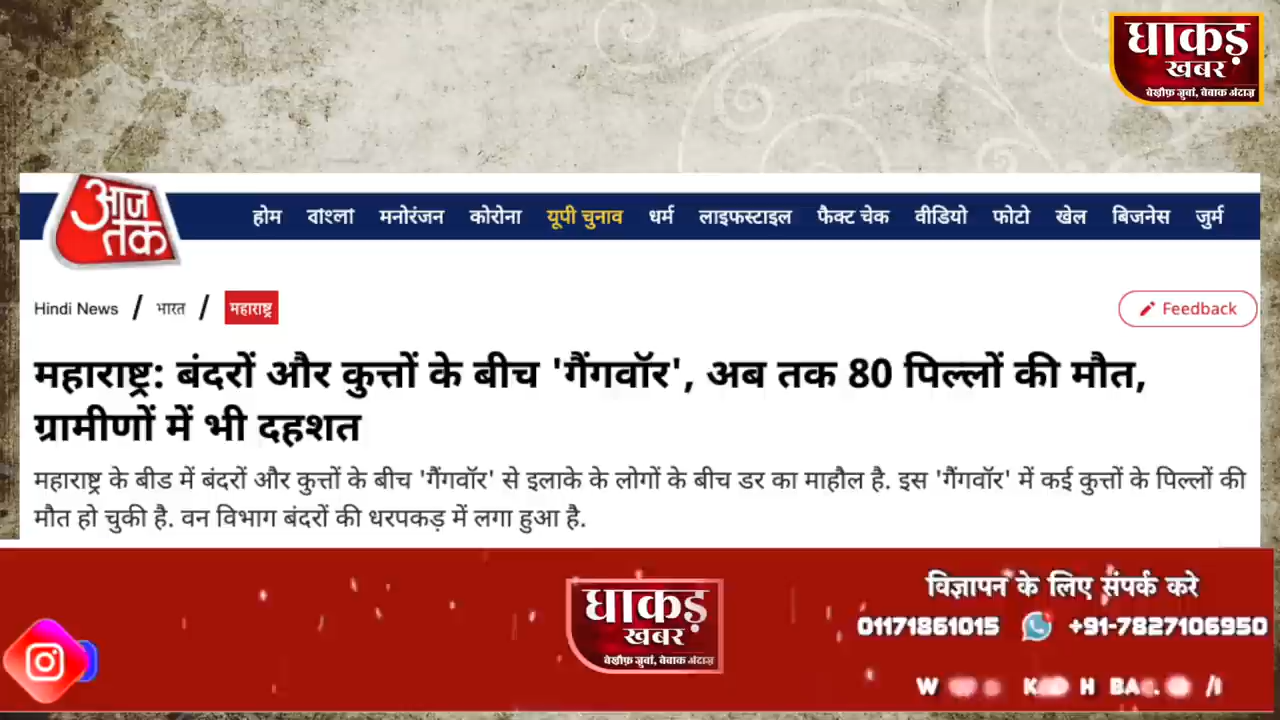 धाकड़
खबर
बेख़ौफ़ जुबां, बेबाक अंदाज़
आज तक
होम বাংলা मनोरंजन कोरोना यूपी चुनाव धर्म लाइफस्टाइल फैक्ट चेक वीडियो फोटो खेल बिजनेस जुर्म
Hindi News / भारत / महाराष्ट्र
Feedback
महाराष्ट्र: बंदरों और कुत्तों के बीच 'गैंगवॉर', अब तक 80 पिल्लों की मौत,
ग्रामीणों में भी दहशत
महाराष्ट्र के बीड में बंदरों और कुत्तों के बीच 'गैंगवॉर' से इलाके के लोगों के बीच डर का माहौल है. इस 'गैंगवॉर' में कई कुत्तों के पिल्लों की
मौत हो चुकी है. वन विभाग बंदरों की धरपकड़ में लगा हुआ है.
धाकड़
खबर
बेख़ौफ़ जुबां, बेबाक अंदाज़
विज्ञापन के लिए संपर्क करे
01171861015 +91-7827106950